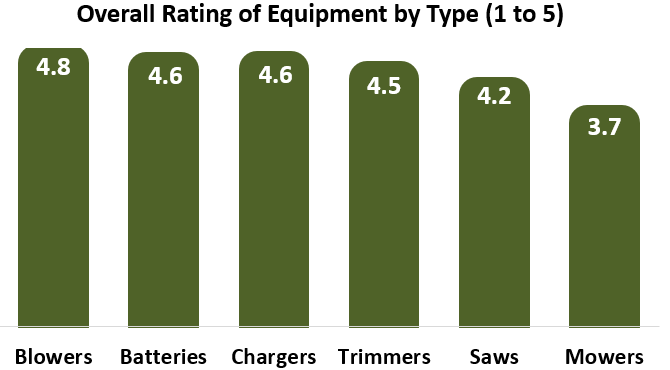 Overall Rating of Equipment by Type (1 to 5)
4.8 4.6 4.6 4.5 4.2 3.7
Blowers Batteries Chargers Trimmers Saws Mowers